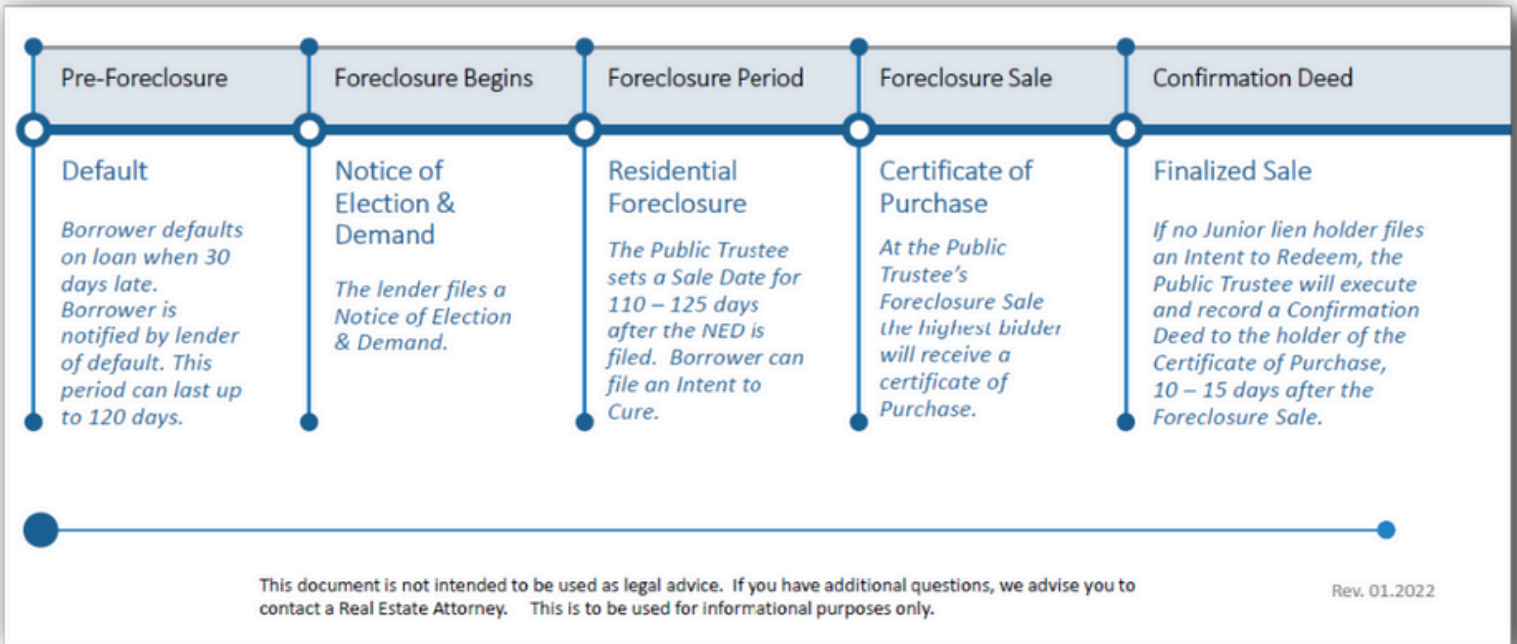 Pre-Foreclosure
Foreclosure Begins
Foreclosure Period
Foreclosure Sale
Confirmation Deed
Default
Borrower defaults
on loan when 30
days late.
Borrower is
notified by lender
of default. This
period can last up
to 120 days.
Notice of
Election &
Demand
The lender files a
Notice of Election
& Demand.
Residential
Foreclosure
The Public Trustee
sets a Sale Date for
110 – 125 days
after the NED is
filed.  Borrower can
file an Intent to
Cure.
Certificate of
Purchase
At the Public
Trustee's
Foreclosure Sale
the highest bidder
will receive a
certificate of
Purchase.
Finalized Sale
If no Junior lien holder files
an Intent to Redeem, the
Public Trustee will execute
and record a Confirmation
Deed to the holder of the
Certificate of Purchase,
10 – 15 days after the
Foreclosure Sale.
This document is not intended to be used as legal advice.  If you have additional questions, we advise you to
contact a Real Estate Attorney.    This is to be used for informational purposes only.
Rev. 01.2022